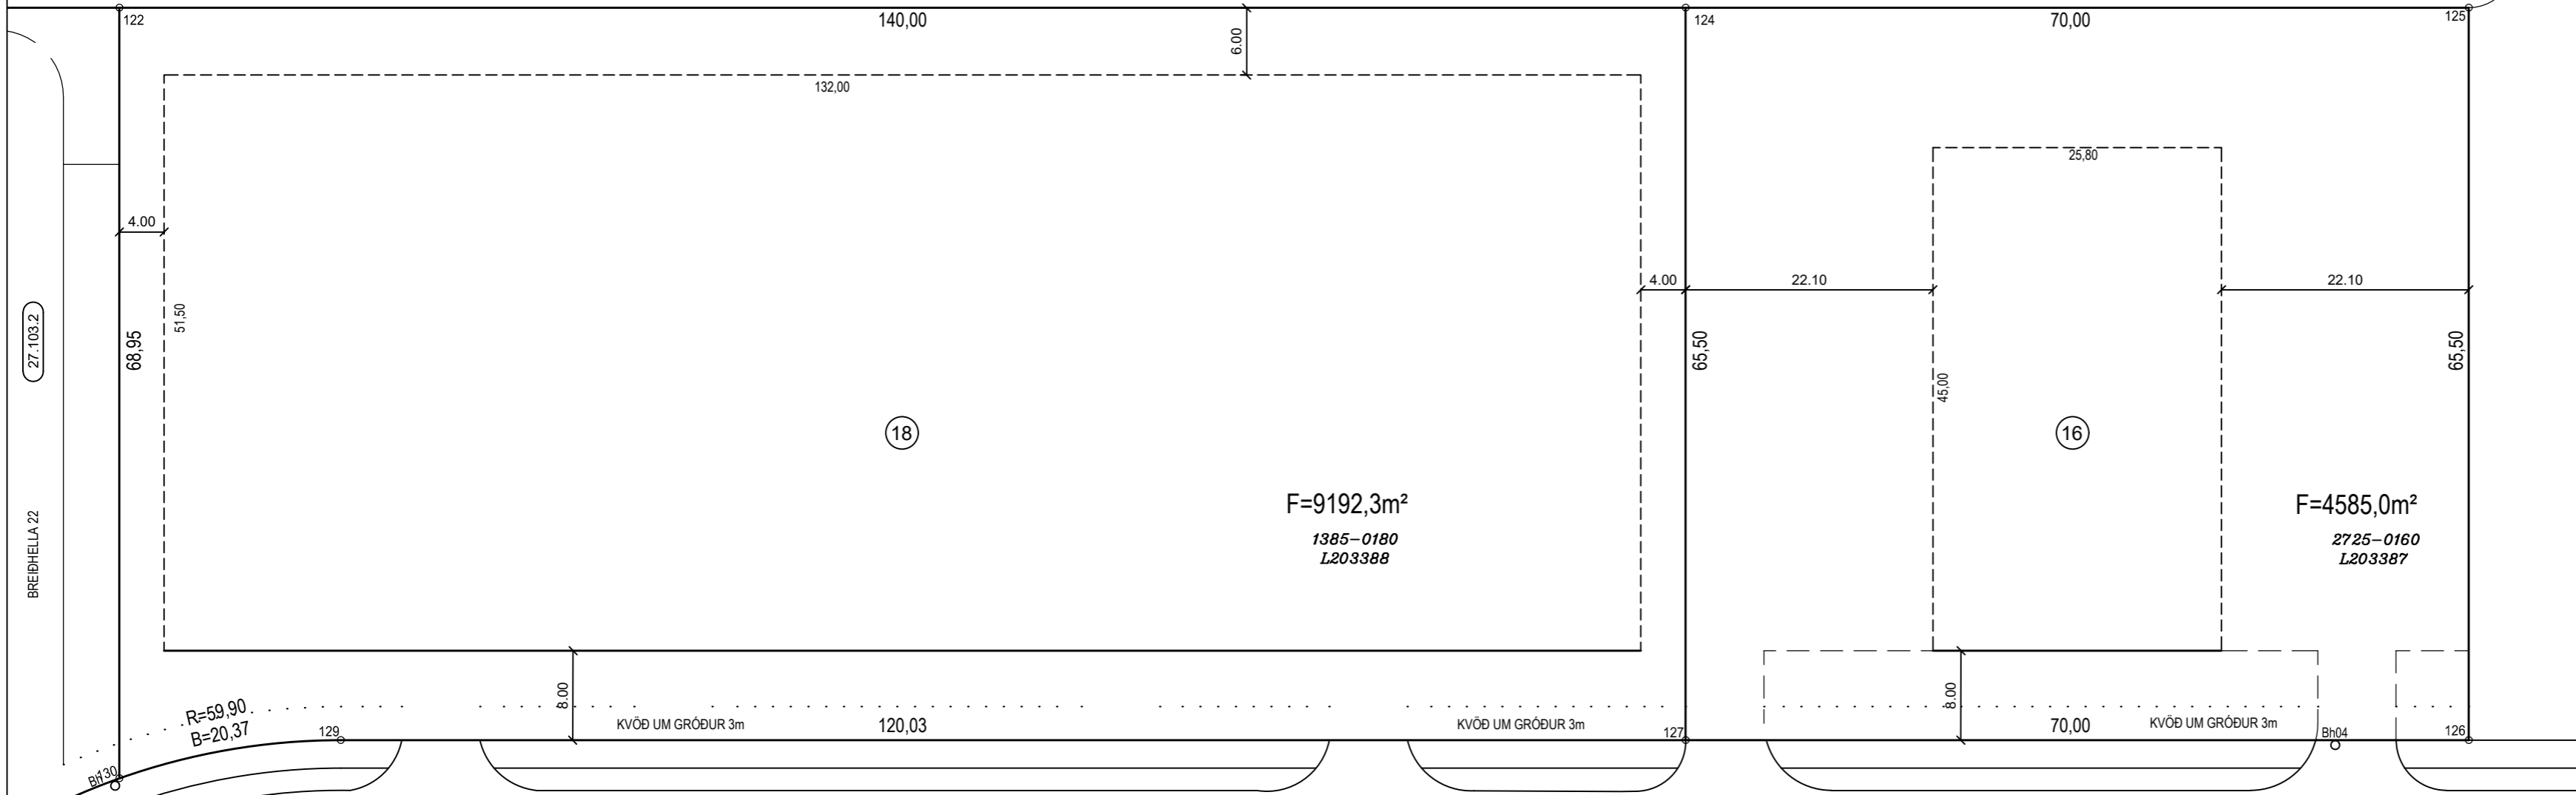 122
140,00
124
70,00
125
6.00
132,00
25,80
4.00
4.00
22.10
22.10
51,50
68,95
65,50
65,50
27.103.2
45,00
18
16
F=9192,3m²
1385-0180
L203388
F=4585,0m²
2725-0160
L203387
BREIÐHELLA 22
8.00
8.00
R=59,90
B=20,37
129
KVÖÐ UM GRÓÐUR 3m
120,03
KVÖÐ UM GRÓÐUR 3m
127
70,00
KVÖÐ UM GRÓÐUR 3m
Bh04
126
130